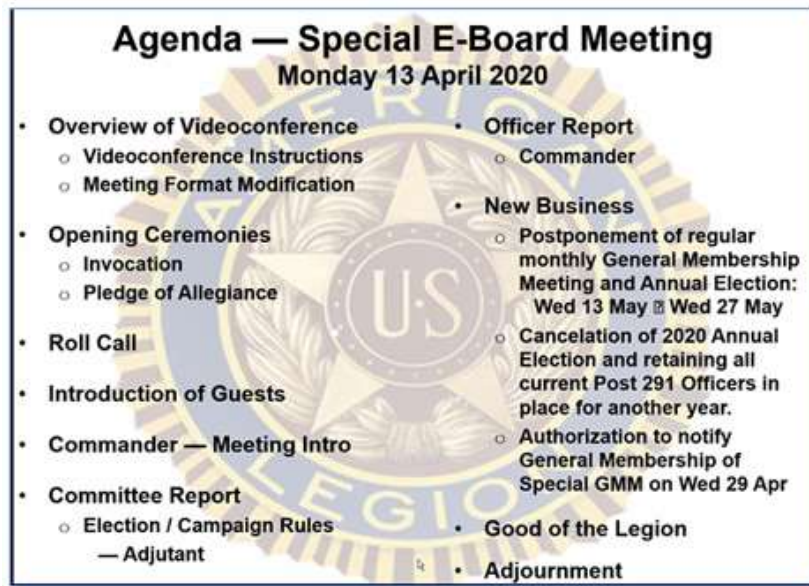 Agenda — Special E-Board Meeting
Monday 13 April 2020
• Overview of Videoconference
o Videoconference Instructions
o Meeting Format Modification
• Opening Ceremonies
o Invocation
o Pledge of Allegiance
• Roll Call
• Introduction of Guests
• Commander — Meeting Intro
• Committee Report
o Election / Campaign Rules
— Adjutant
• Officer Report
o Commander
• New Business
o Postponement of regular
monthly General Membership
Meeting and Annual Election:
Wed 13 May � Wed 27 May
o Cancelation of 2020 Annual
Election and retaining all
current Post 291 Officers in
place for another year.
o Authorization to notify
General Membership of
Special GMM on Wed 29 Apr
• Good of the Legion
• Adjournment
AMERICAN
LEGION
US